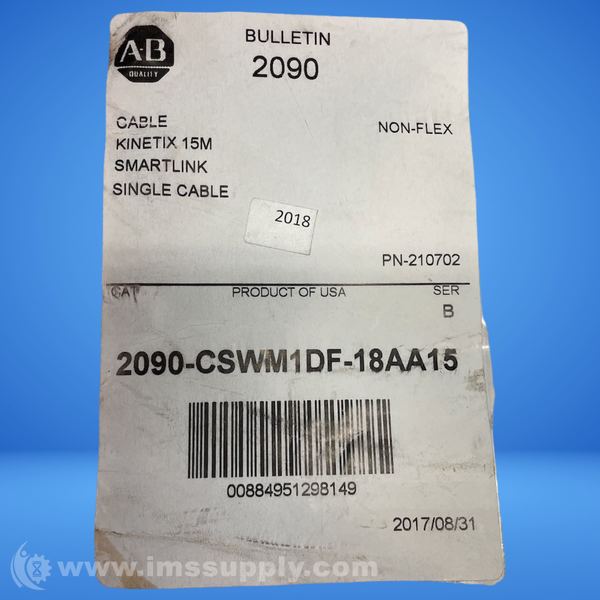 A-B
QUALITY
BULLETIN
2090
CABLE
NON-FLEX
KINETIX 15M
SMARTLINK
SINGLE CABLE
2018
PN-210702
CAT
PRODUCT OF USA
SER
B
2090-CSWM1DF-18AA15
00884951298149
2017/08/31
www.imssupply.com